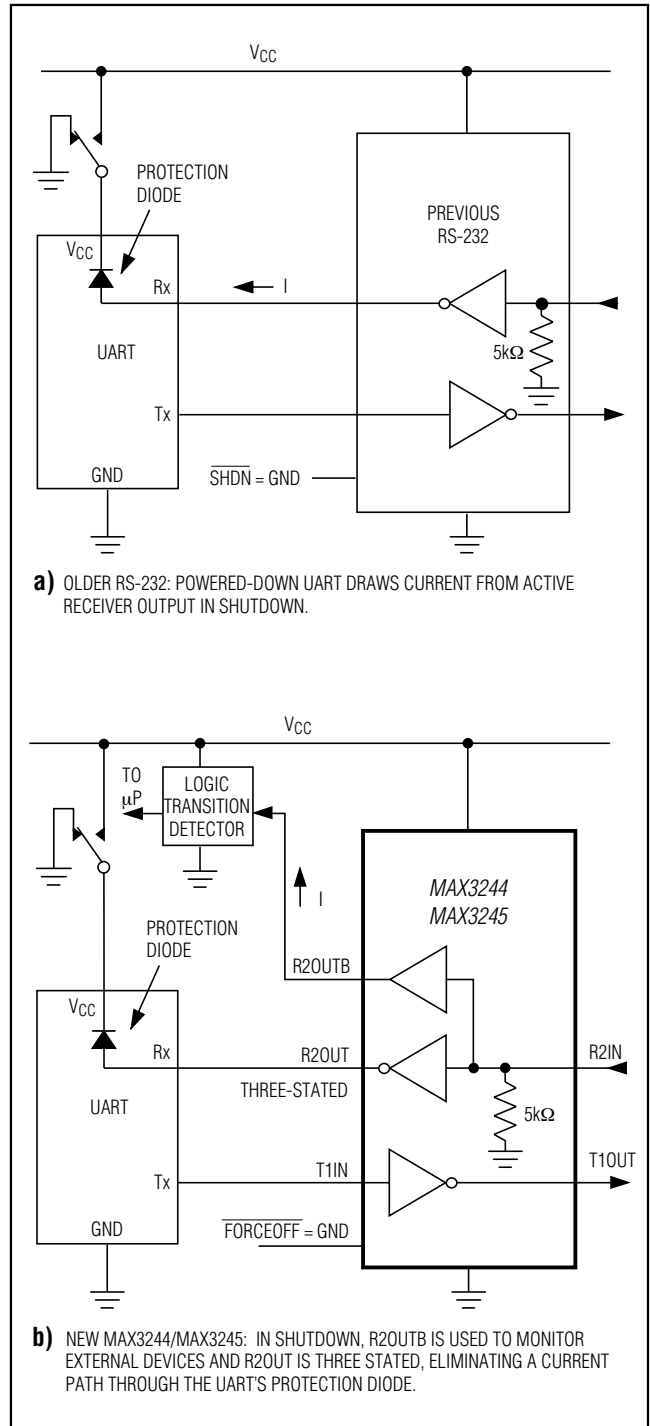 VCC
PROTECTION
DIODE
PREVIOUS
RS-232
VCC
Rx
I
5kΩ
UART
Tx
GND
SHDN = GND
a) OLDER RS-232: POWERED-DOWN UART DRAWS CURRENT FROM ACTIVE
RECEIVER OUTPUT IN SHUTDOWN.
VCC
TO
μP
LOGIC
TRANSITION
DETECTOR
MAX3244
MAX3245
I
PROTECTION
DIODE
R2OUTB
VCC
Rx
R2OUT
R2IN
THREE-STATED
UART
5kΩ
Tx
T1IN
T1OUT
GND
FORCEOFF = GND
b) NEW MAX3244/MAX3245: IN SHUTDOWN, R2OUTB IS USED TO MONITOR
EXTERNAL DEVICES AND R2OUT IS THREE STATED, ELIMINATING A CURRENT
PATH THROUGH THE UART'S PROTECTION DIODE.